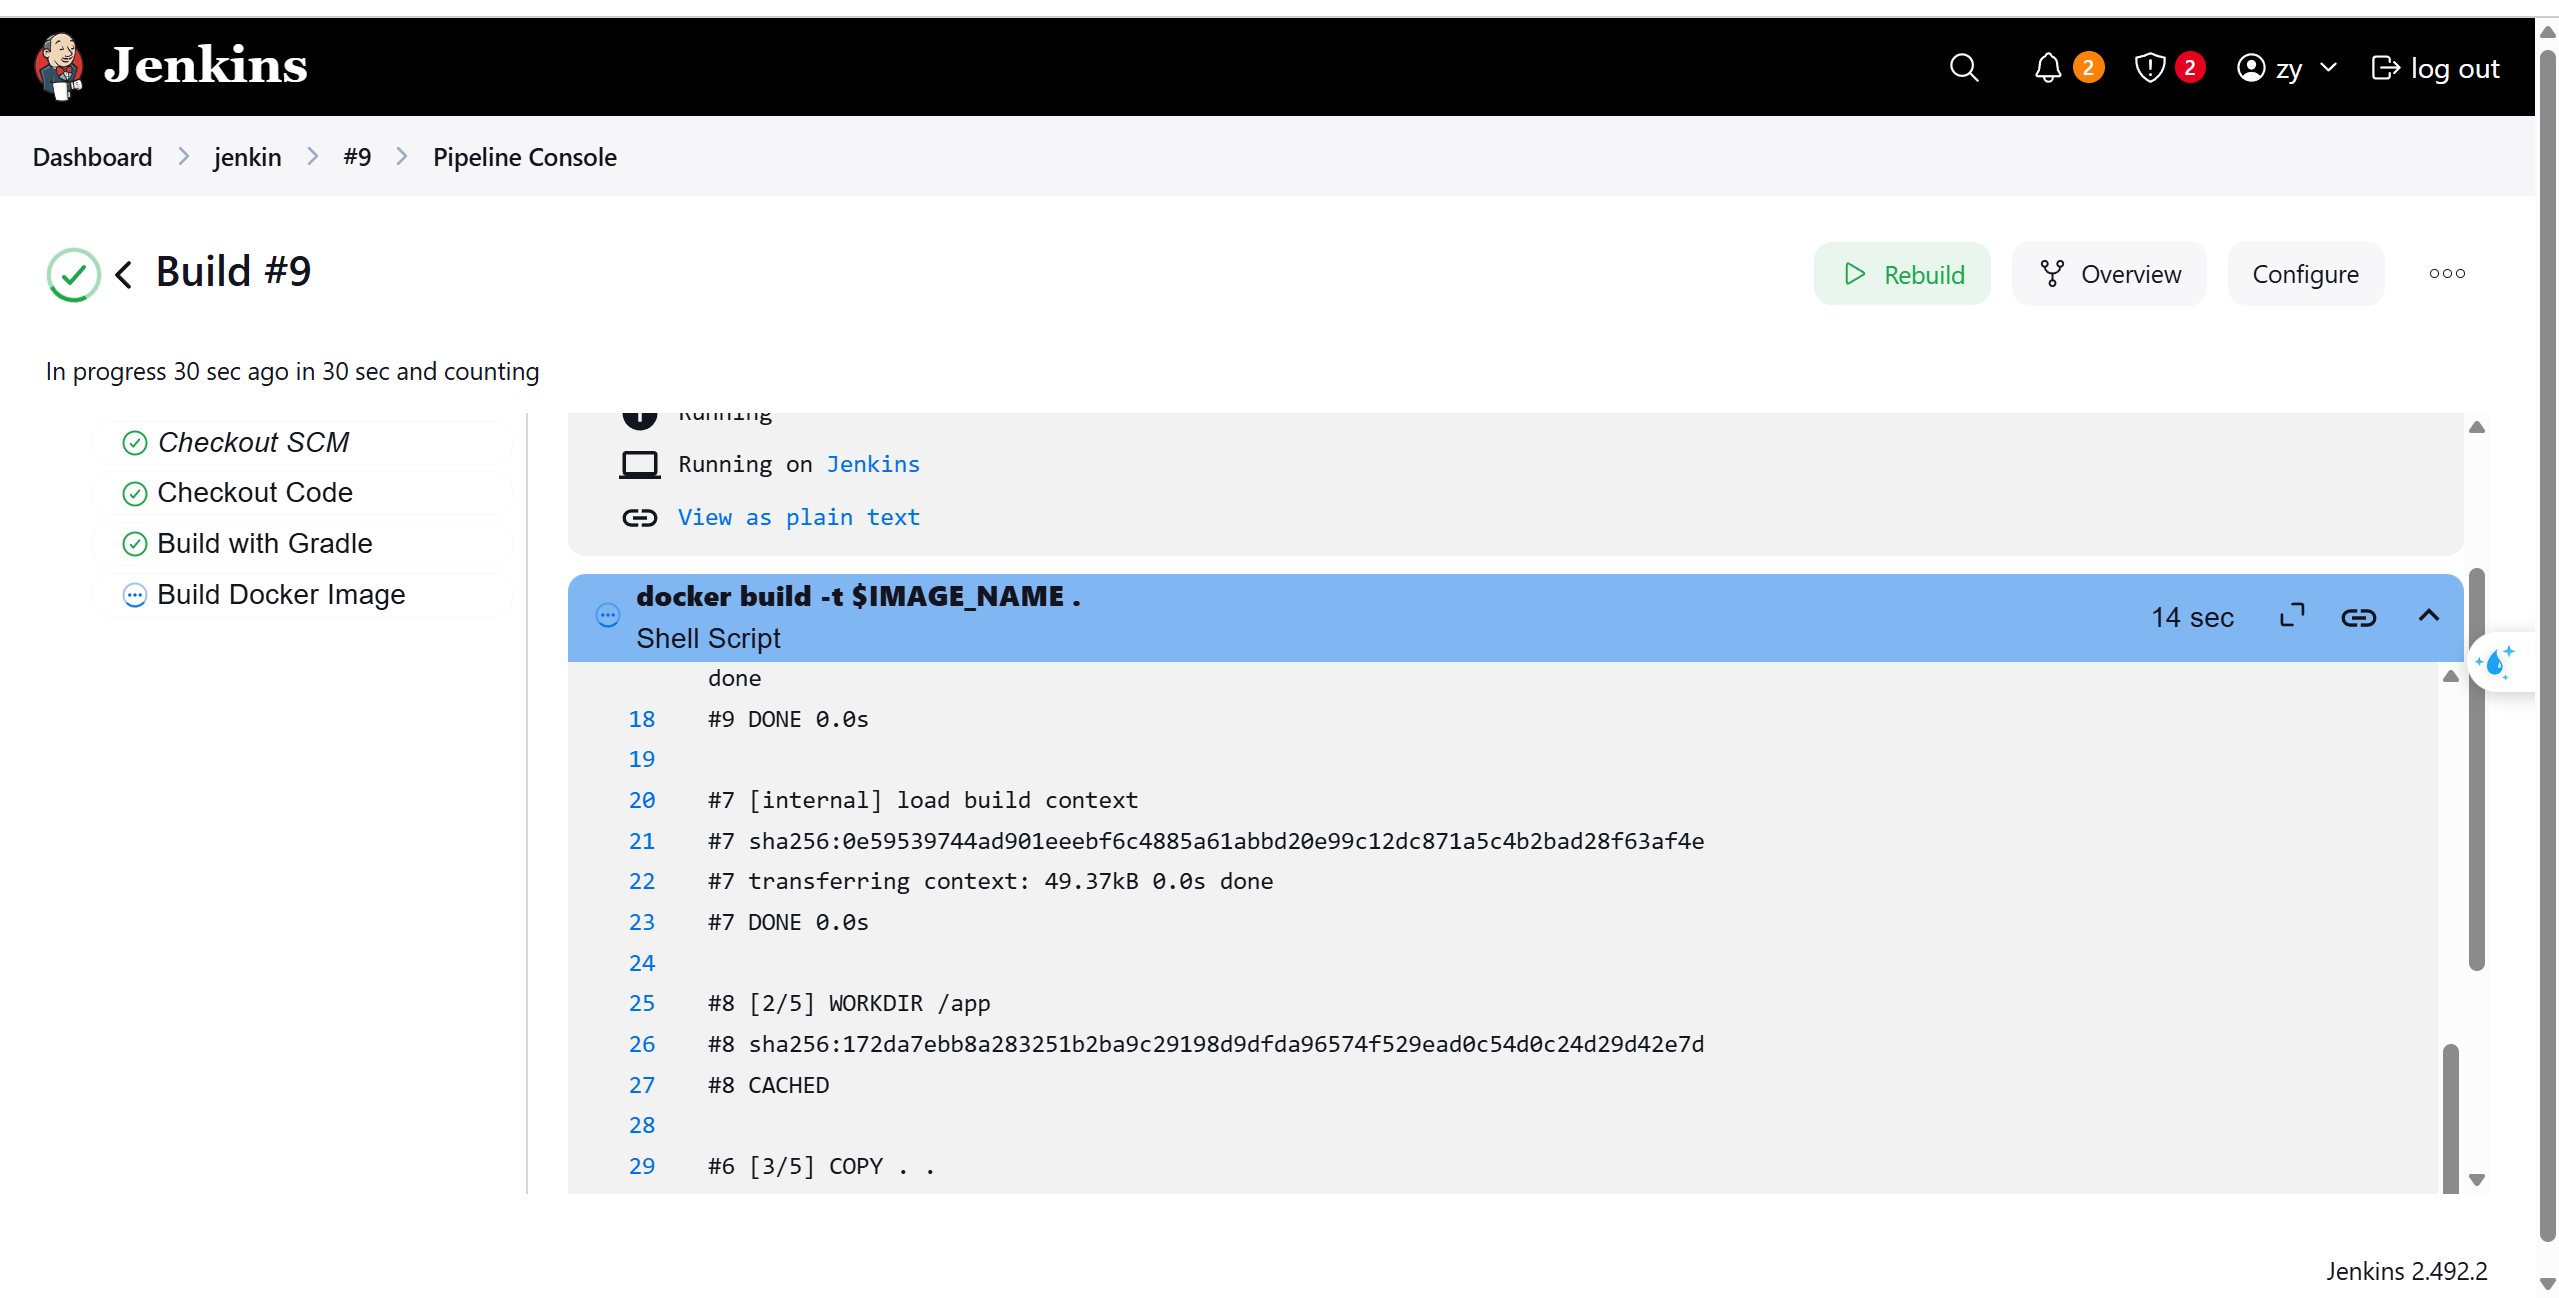 Jenkins
2
2
zy
log out
Dashboard
jenkin
#9
Pipeline Console
Build #9
Rebuild
Overview
Configure
In progress 30 sec ago in 30 sec and counting
Checkout SCM
Checkout Code
Build with Gradle
Build Docker Image
Running
Running on Jenkins
View as plain text
docker build -t $IMAGE_NAME .
Shell Script
14 sec
done
18 #9 DONE 0.0s
19
20 #7 [internal] load build context
21 #7 sha256:0e59539744ad901eeebf6c4885a61abbd20e99c12dc871a5c4b2bad28f63af4e
22 #7 transferring context: 49.37kB 0.0s done
23 #7 DONE 0.0s
24
25 #8 [2/5] WORKDIR /app
26 #8 sha256:172da7ebb8a283251b2ba9c29198d9dfda96574f529ead0c54d0c24d29d42e7d
27 #8 CACHED
28
29 #6 [3/5] COPY . .
Jenkins 2.492.2